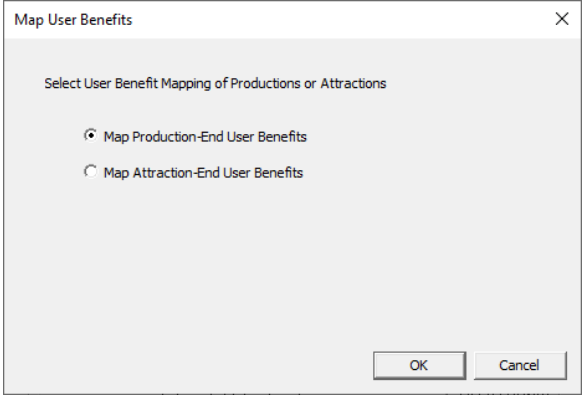 Map User Benefits
Select User Benefit Mapping of Productions or Attractions
Map Production-End User Benefits
Map Attraction-End User Benefits
OK Cancel